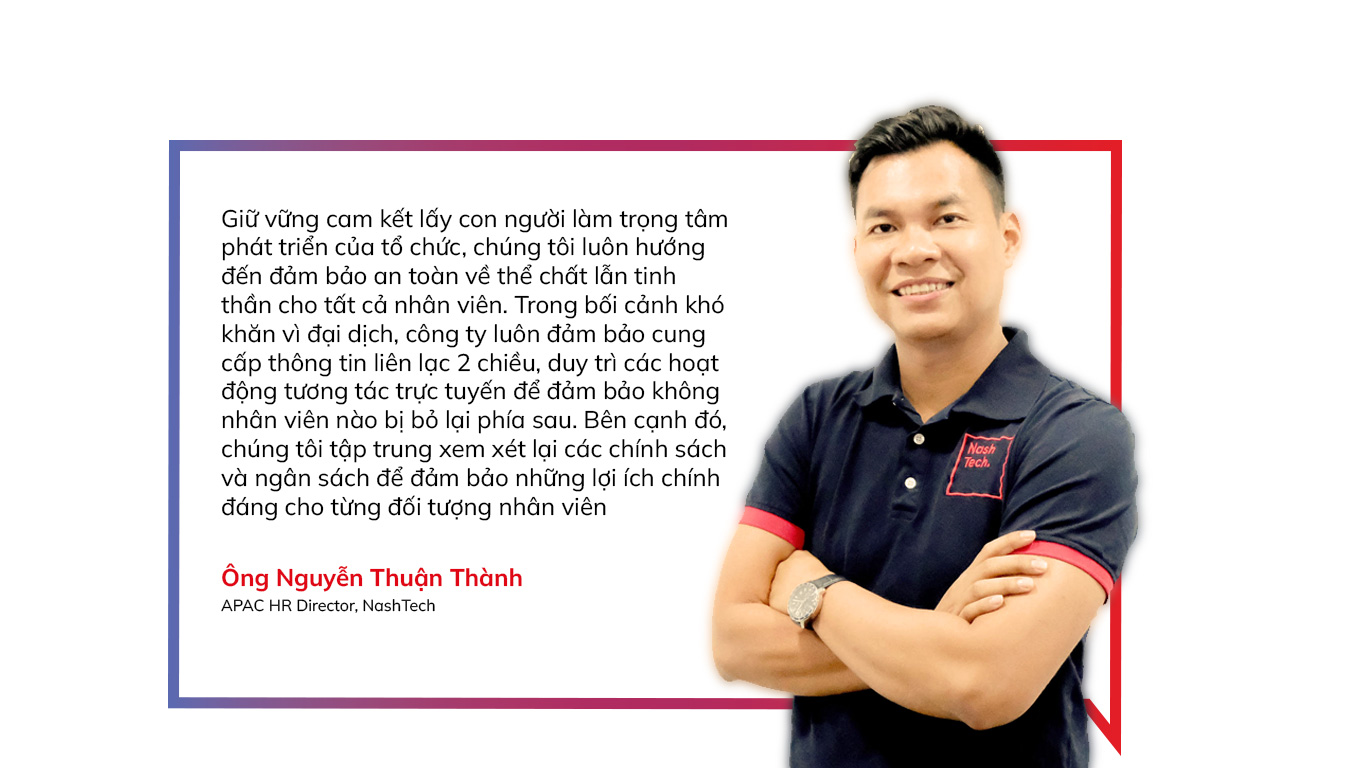 Giữ vững cam kết lấy con người làm trọng tâm
phát triển của tổ chức, chúng tôi luôn hướng
đến đảm bảo an toàn về thể chất lẫn tinh
thần cho tất cả nhân viên. Trong bối cảnh khó
khăn vì đại dịch, công ty luôn đảm bảo cung
cấp thông tin liên lạc 2 chiều, duy trì các hoạt
động tương tác trực tuyến để đảm bảo không
nhân viên nào bị bỏ lại phía sau. Bên cạnh đó,
chúng tôi tập trung xem xét lại các chính sách
và ngân sách để đảm bảo những lợi ích chính
đáng cho từng đối tượng nhân viên
Ông Nguyễn Thuận Thành
APAC HR Director, NashTech
Nash
Tech.